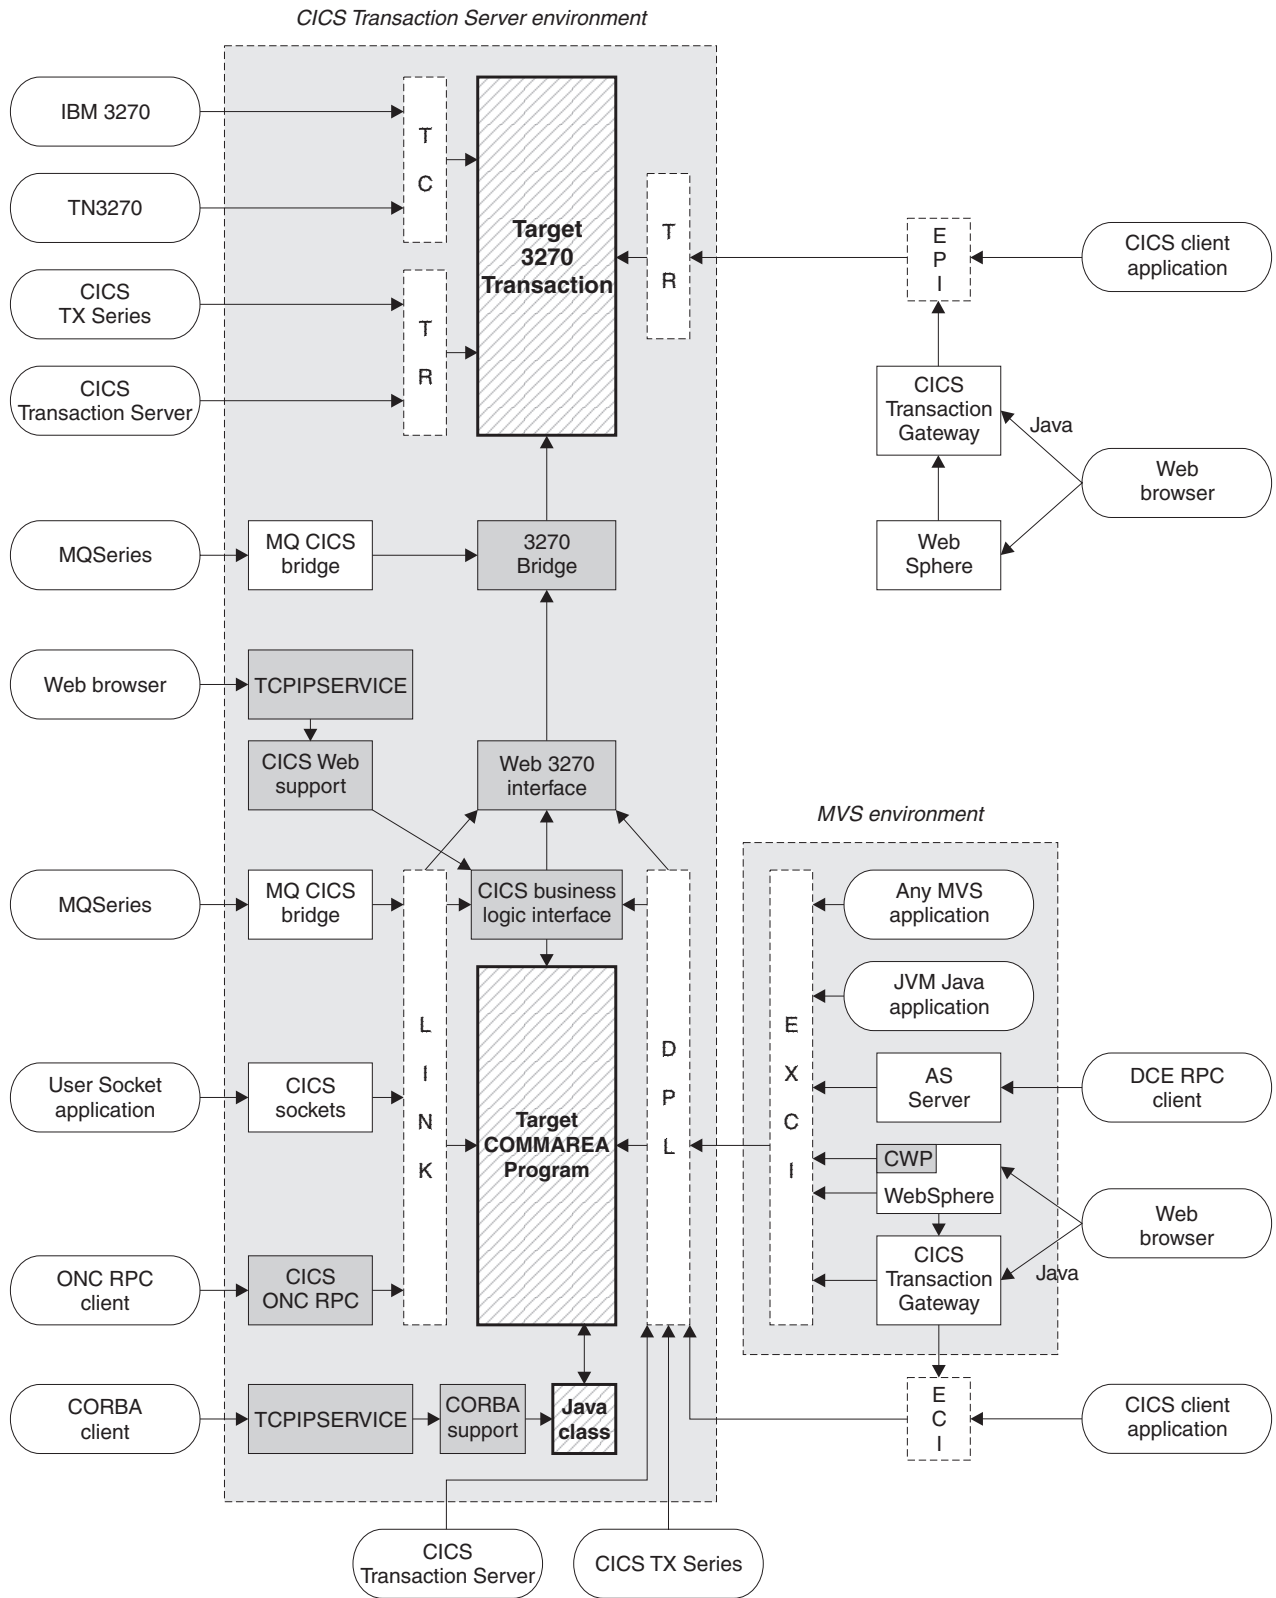 CICS Transaction Server environment
IBM 3270
TN3270
CICS
TX Series
CICS
Transaction Server
T
C
T
R
Target
3270
Transaction
T
R
E
P
I
CICS client
application
CICS
Transaction
Gateway
Java
Web
browser
Web
Sphere
MQSeries
MQ CICS
bridge
3270
Bridge
Web browser
TCPIPSERVICE
CICS Web
support
Web 3270
interface
MVS environment
MQSeries
MQ CICS
bridge
CICS business
logic interface
Any MVS
application
JVM Java
application
L
I
N
K
D
P
L
E
X
C
I
User Socket
application
CICS
sockets
Target
COMMAREA
Program
AS
Server
DCE RPC
client
CWP
WebSphere
Web
browser
ONC RPC
client
CICS
ONC RPC
CICS
Transaction
Gateway
Java
CORBA
client
TCPIPSERVICE
CORBA
support
Java
class
E
C
I
CICS client
application
CICS
Transaction Server
CICS TX Series